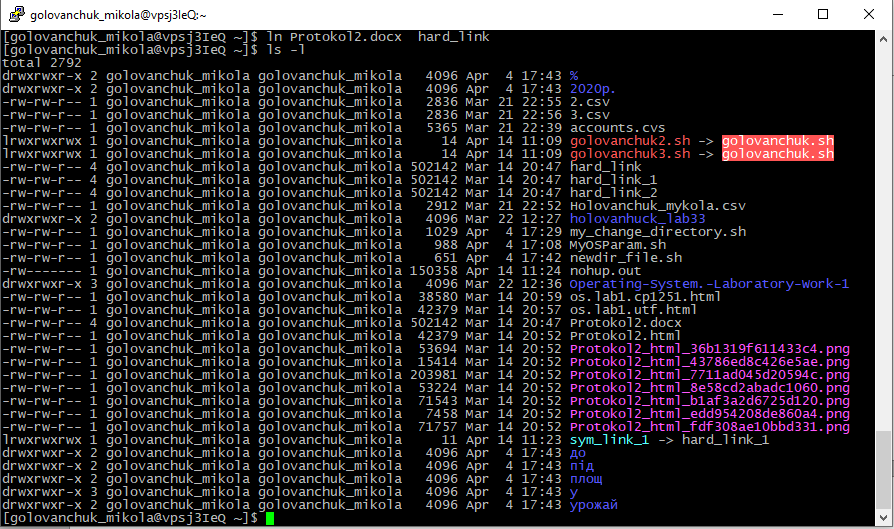 golovanchuk_mikola@vpsj3IeQ:~
[golovanchuk_mikola@vpsj3IeQ ~]$ ln Protokol2.docx  hard_link
[golovanchuk_mikola@vpsj3IeQ ~]$ ls -l
total 2792
drwxrwxr-x 2 golovanchuk_mikola golovanchuk_mikola   4096 Apr  4 17:43 %
drwxrwxr-x 2 golovanchuk_mikola golovanchuk_mikola   4096 Apr  4 17:43 2020р.
-rw-rw-r-- 1 golovanchuk_mikola golovanchuk_mikola   2836 Mar 21 22:55 2.csv
-rw-rw-r-- 1 golovanchuk_mikola golovanchuk_mikola   2836 Mar 21 22:56 3.csv
-rw-rw-r-- 1 golovanchuk_mikola golovanchuk_mikola   5365 Mar 21 22:39 accounts.cvs
lrwxrwxrwx 1 golovanchuk_mikola golovanchuk_mikola     14 Apr 14 11:09 golovanchuk2.sh -> golovanchuk.sh
lrwxrwxrwx 1 golovanchuk_mikola golovanchuk_mikola     14 Apr 14 11:09 golovanchuk3.sh -> golovanchuk.sh
-rw-rw-r-- 4 golovanchuk_mikola golovanchuk_mikola 502142 Mar 14 20:47 hard_link
-rw-rw-r-- 4 golovanchuk_mikola golovanchuk_mikola 502142 Mar 14 20:47 hard_link_1
-rw-rw-r-- 4 golovanchuk_mikola golovanchuk_mikola 502142 Mar 14 20:47 hard_link_2
-rw-rw-r-- 1 golovanchuk_mikola golovanchuk_mikola   2912 Mar 21 22:52 Holovanchuk_mykola.csv
drwxrwxr-x 2 golovanchuk_mikola golovanchuk_mikola   4096 Mar 22 12:27 holovanhuck_lab33
-rw-rw-r-- 1 golovanchuk_mikola golovanchuk_mikola   1029 Apr  4 17:29 my_change_directory.sh
-rw-rw-r-- 1 golovanchuk_mikola golovanchuk_mikola    988 Apr  4 17:08 MyOSParam.sh
-rw-rw-r-- 1 golovanchuk_mikola golovanchuk_mikola    651 Apr  4 17:42 newdir_file.sh
-rw------- 1 golovanchuk_mikola golovanchuk_mikola 150358 Apr 14 11:24 nohup.out
drwxrwxr-x 3 golovanchuk_mikola golovanchuk_mikola   4096 Mar 22 12:36 Operating-System.-Laboratory-Work-1
-rw-rw-r-- 1 golovanchuk_mikola golovanchuk_mikola  38580 Mar 14 20:59 os.lab1.cp1251.html
-rw-rw-r-- 1 golovanchuk_mikola golovanchuk_mikola  42379 Mar 14 20:57 os.lab1.utf.html
-rw-rw-r-- 4 golovanchuk_mikola golovanchuk_mikola 502142 Mar 14 20:47 Protokol2.docx
-rw-rw-r-- 1 golovanchuk_mikola golovanchuk_mikola  42379 Mar 14 20:52 Protokol2.html
-rw-rw-r-- 1 golovanchuk_mikola golovanchuk_mikola  53694 Mar 14 20:52 Protokol2_html_36b1319f611433c4.png
-rw-rw-r-- 1 golovanchuk_mikola golovanchuk_mikola  15414 Mar 14 20:52 Protokol2_html_43786ed8c426e5ae.png
-rw-rw-r-- 1 golovanchuk_mikola golovanchuk_mikola 203981 Mar 14 20:52 Protokol2_html_7711ad045d20594c.png
-rw-rw-r-- 1 golovanchuk_mikola golovanchuk_mikola  53224 Mar 14 20:52 Protokol2_html_8e58cd2abadc1060.png
-rw-rw-r-- 1 golovanchuk_mikola golovanchuk_mikola  71543 Mar 14 20:52 Protokol2_html_b1af3a2d6725d120.png
-rw-rw-r-- 1 golovanchuk_mikola golovanchuk_mikola   7458 Mar 14 20:52 Protokol2_html_edd954208de860a4.png
-rw-rw-r-- 1 golovanchuk_mikola golovanchuk_mikola  71757 Mar 14 20:52 Protokol2_html_fdf308ae10bbd331.png
lrwxrwxrwx 1 golovanchuk_mikola golovanchuk_mikola     11 Apr 14 11:23 sym_link_1 -> hard_link_1
drwxrwxr-x 2 golovanchuk_mikola golovanchuk_mikola   4096 Apr  4 17:43 до
drwxrwxr-x 2 golovanchuk_mikola golovanchuk_mikola   4096 Apr  4 17:43 під
drwxrwxr-x 2 golovanchuk_mikola golovanchuk_mikola   4096 Apr  4 17:43 площ
drwxrwxr-x 3 golovanchuk_mikola golovanchuk_mikola   4096 Apr  4 17:43 у
drwxrwxr-x 2 golovanchuk_mikola golovanchuk_mikola   4096 Apr  4 17:43 урожай
[golovanchuk_mikola@vpsj3IeQ ~]$